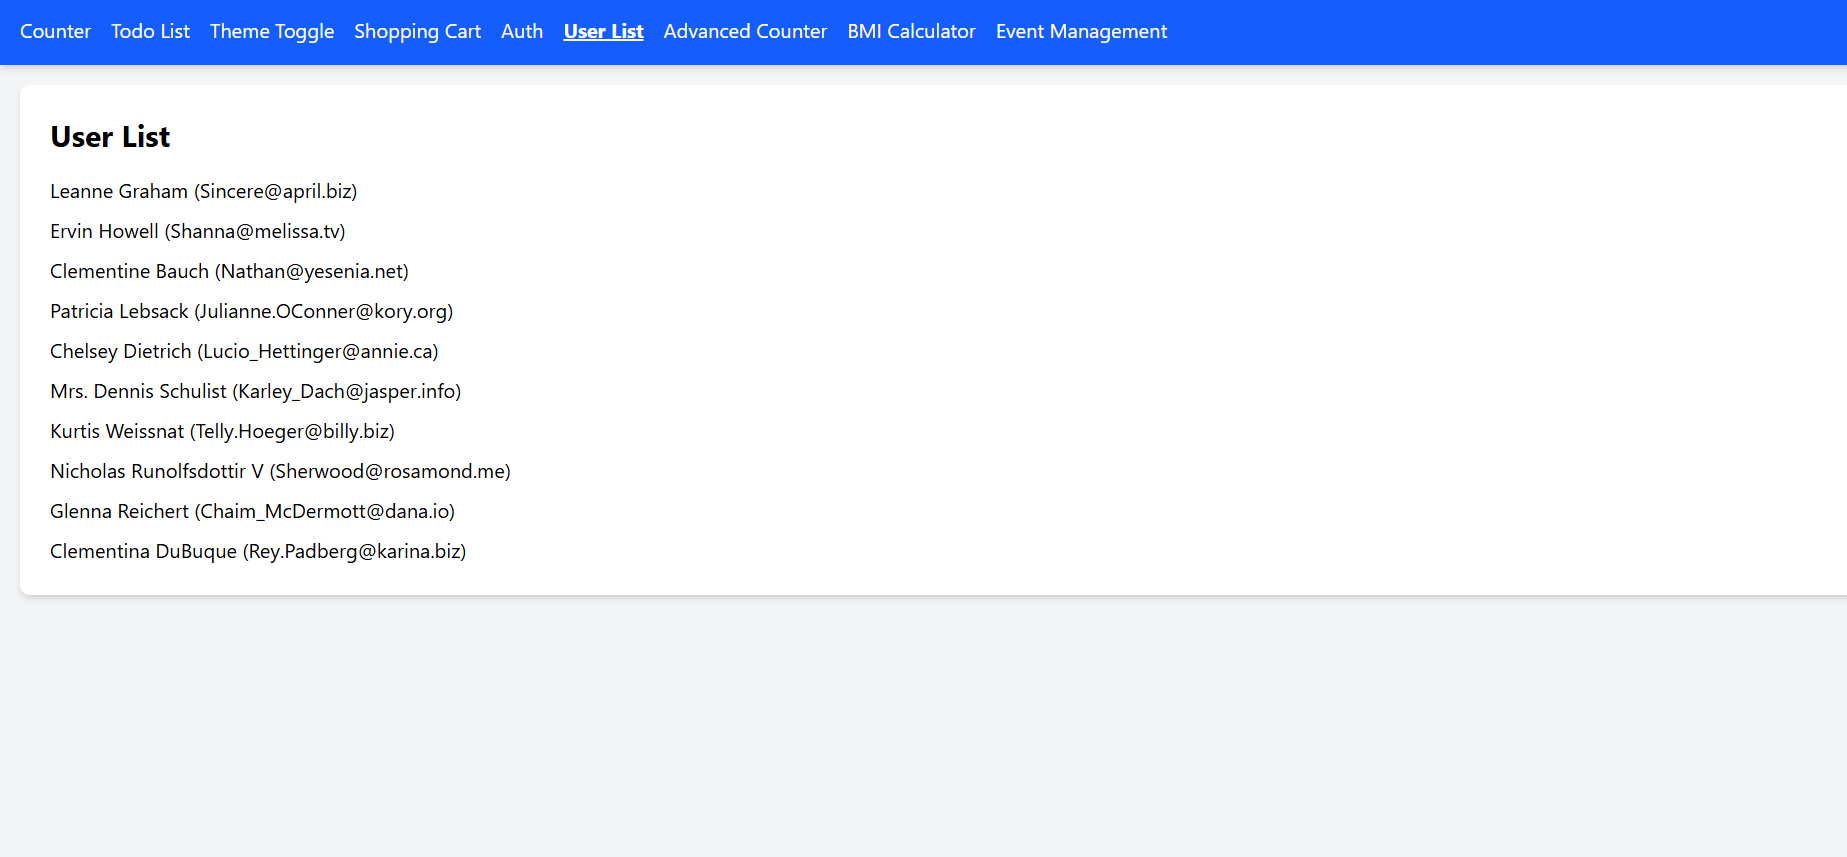 Counter Todo List Theme Toggle Shopping Cart Auth User List Advanced Counter BMI Calculator Event Management
User List
Leanne Graham (Sincere@april.biz)
Ervin Howell (Shanna@melissa.tv)
Clementine Bauch (Nathan@yesenia.net)
Patricia Lebsack (Julianne.OConner@kory.org)
Chelsey Dietrich (Lucio_Hettinger@annie.ca)
Mrs. Dennis Schulist (Karley_Dach@jasper.info)
Kurtis Weissnat (Telly.Hoeger@billy.biz)
Nicholas Runolfsdottir V (Sherwood@rosamond.me)
Glenna Reichert (Chaim_McDermott@dana.io)
Clementina DuBuque (Rey.Padberg@karina.biz)